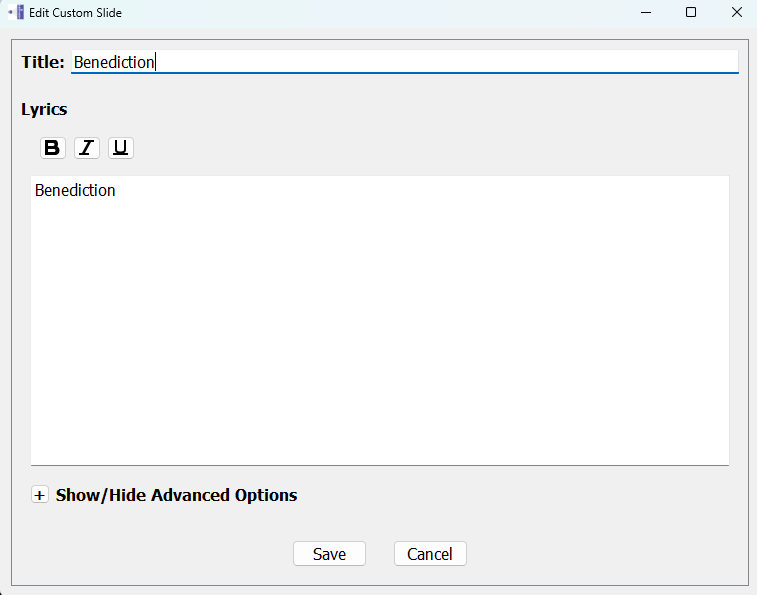 Edit Custom Slide
Title: Benediction
Lyrics
B I U
Benediction
+ Show/Hide Advanced Options
Save Cancel